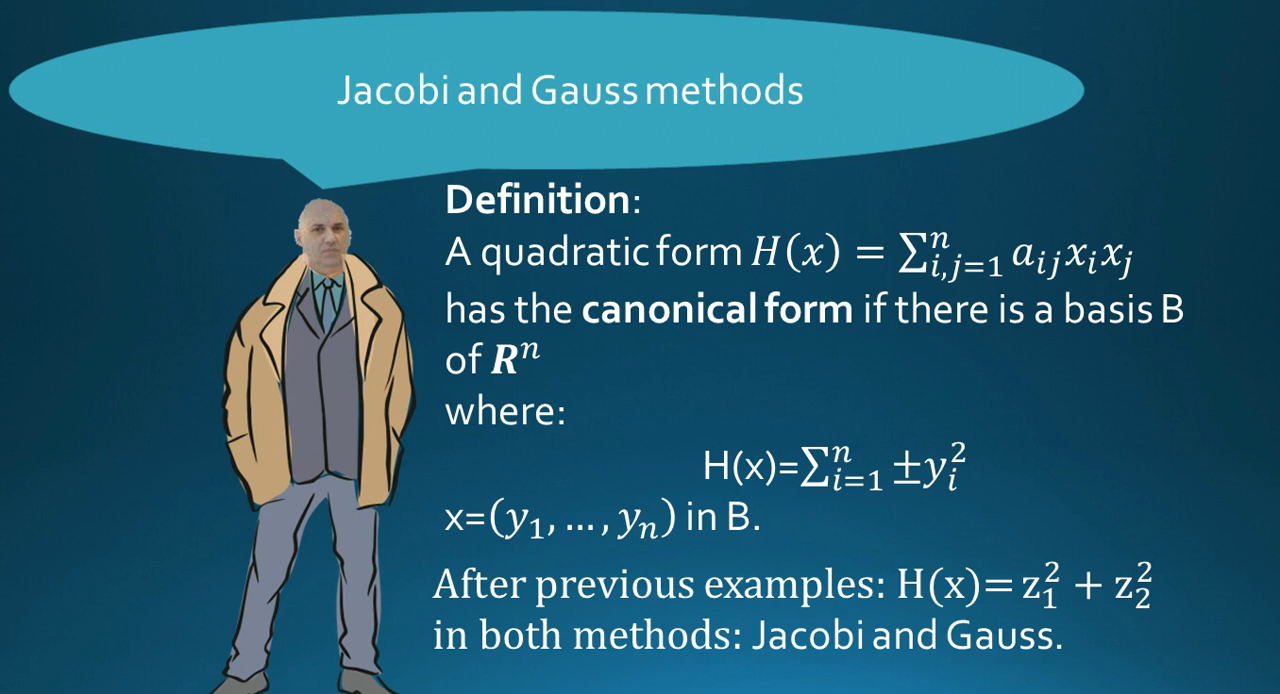 Jacobi and Gauss methods
Definition:
A quadratic form H(x) = ∑ⁿᵢ,ⱼ₌₁ aᵢⱼxᵢxⱼ
has the canonical form if there is a basis B
of Rⁿ
where:
H(x)=∑ⁿᵢ₌₁ ±yᵢ²
x=(y₁, … , yₙ) in B.
After previous examples: H(x)= z₁² + z₂²
in both methods: Jacobi and Gauss.